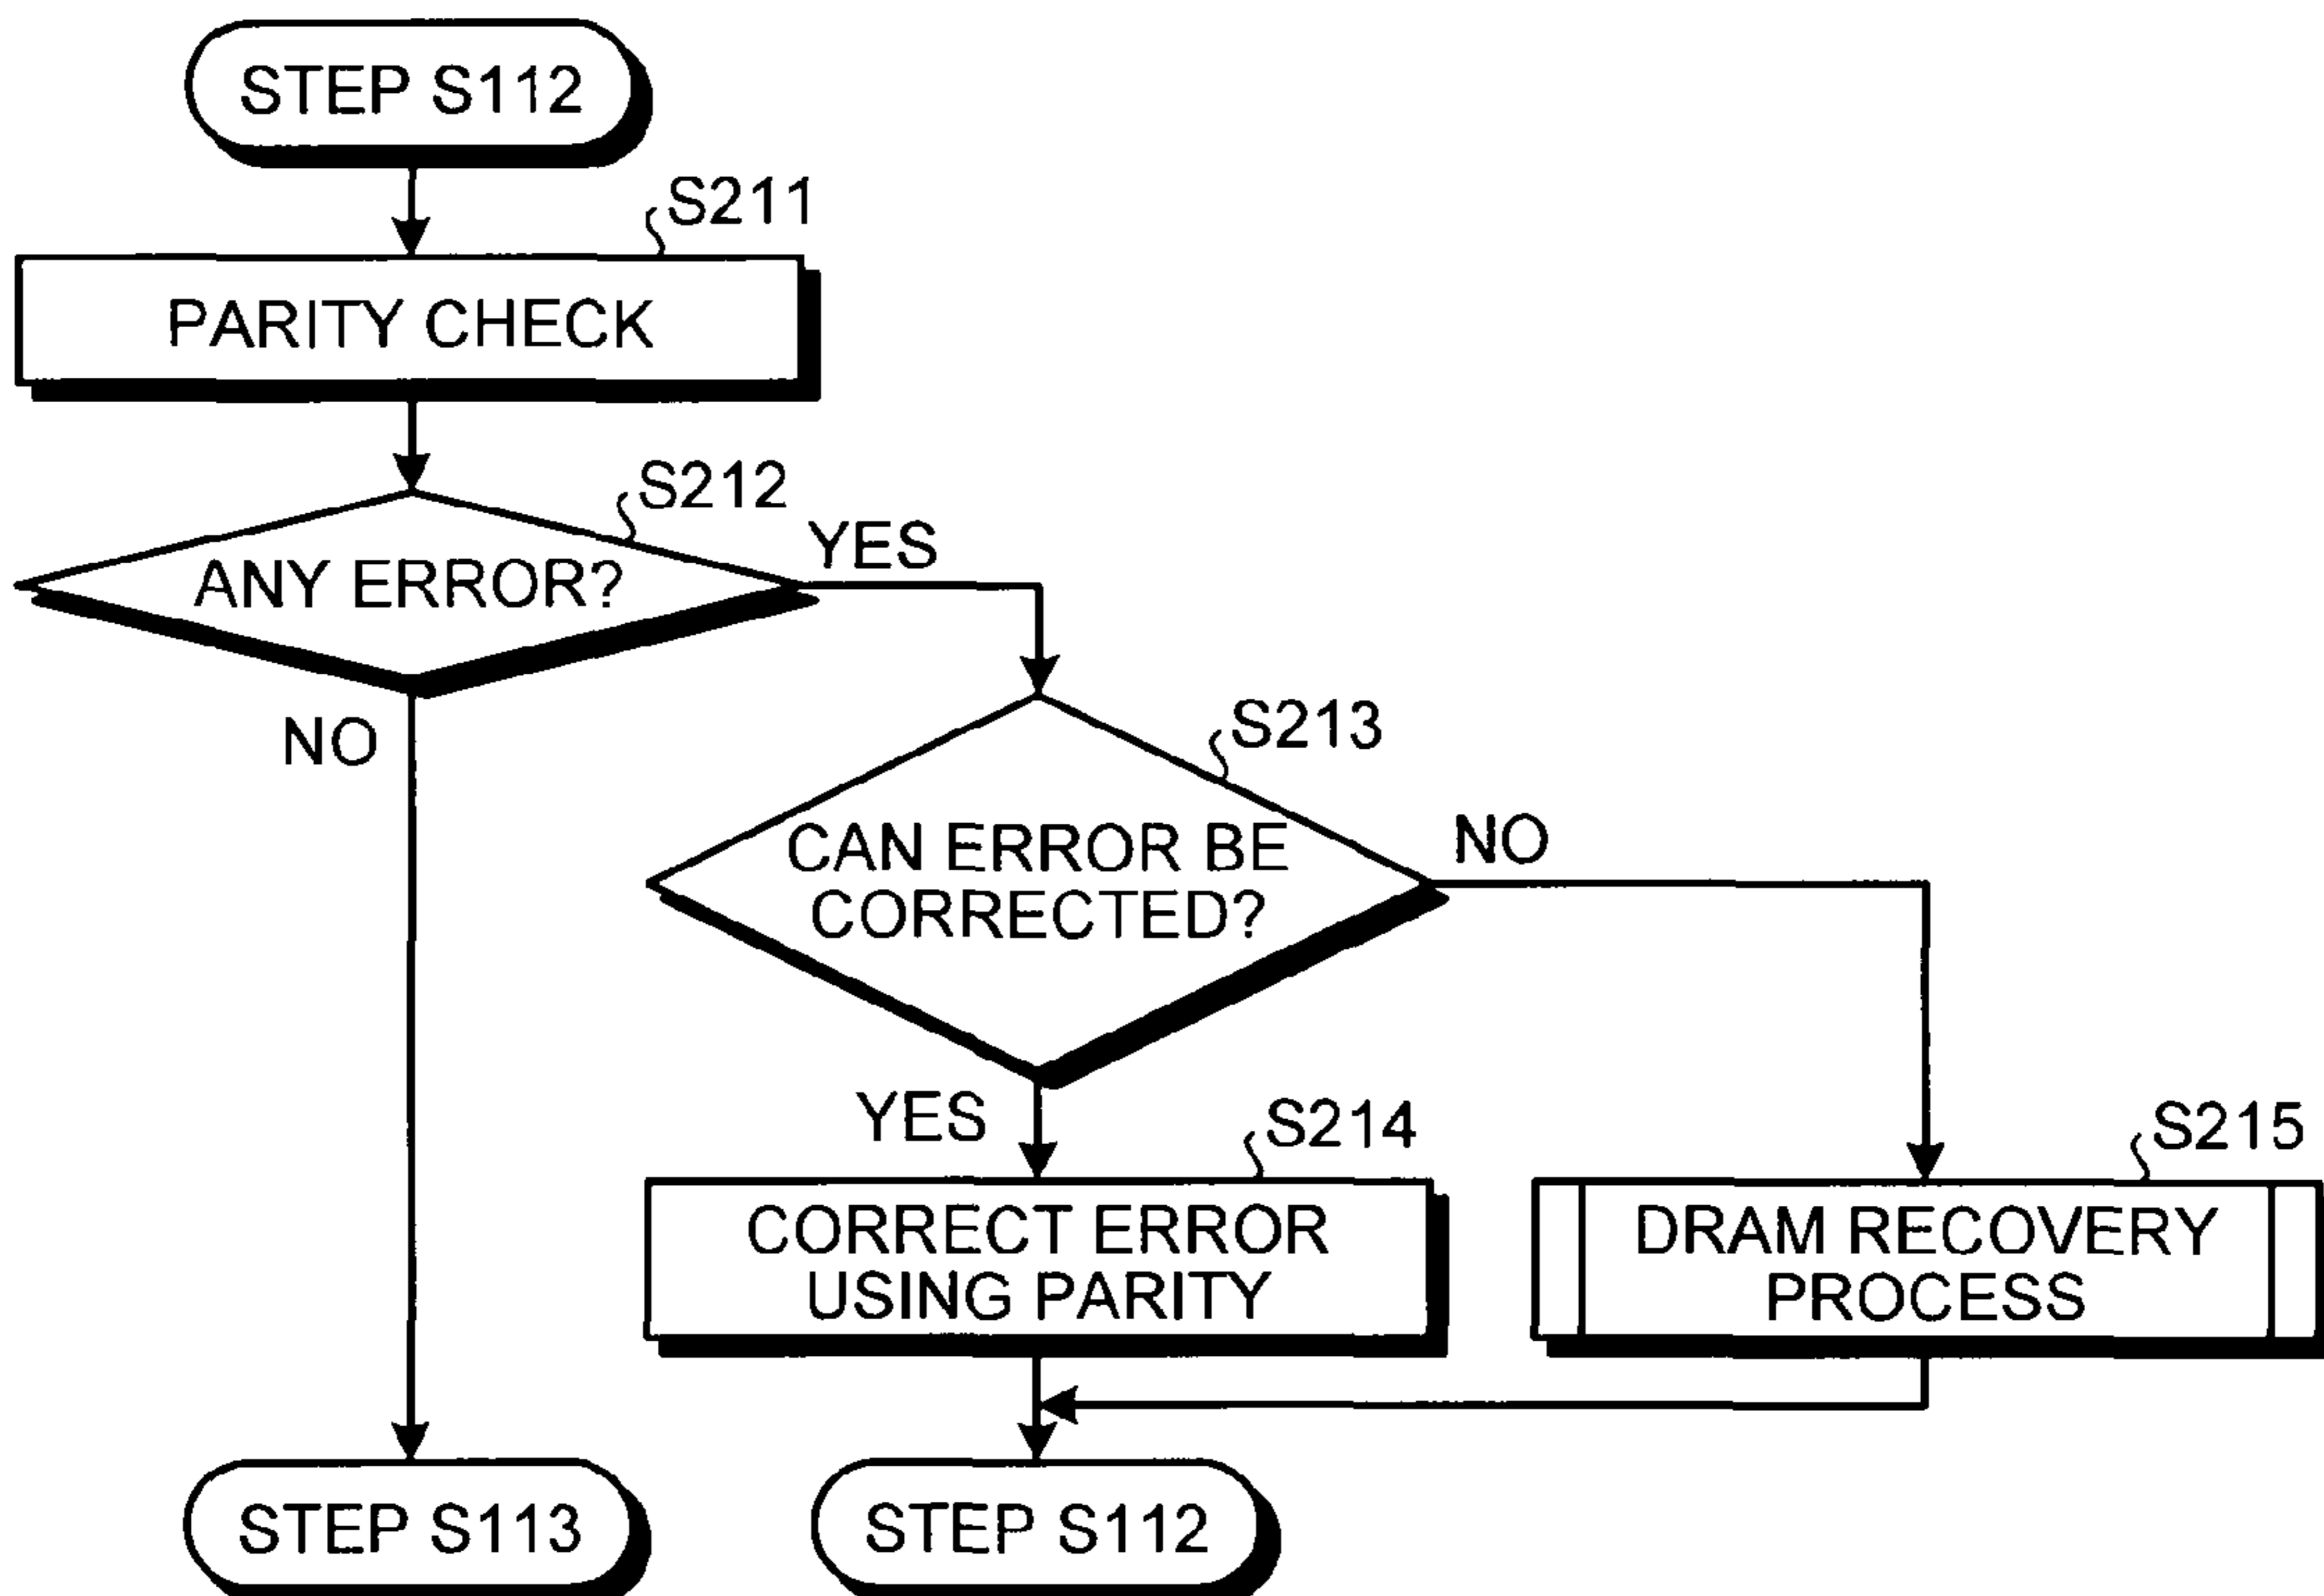 STEP S112
S211
PARITY CHECK
S212
ANY ERROR?
YES
NO
S213
CAN ERROR BE
CORRECTED?
NO
YES
S214
CORRECT ERROR
USING PARITY
S215
DRAM RECOVERY
PROCESS
STEP S113
STEP S112